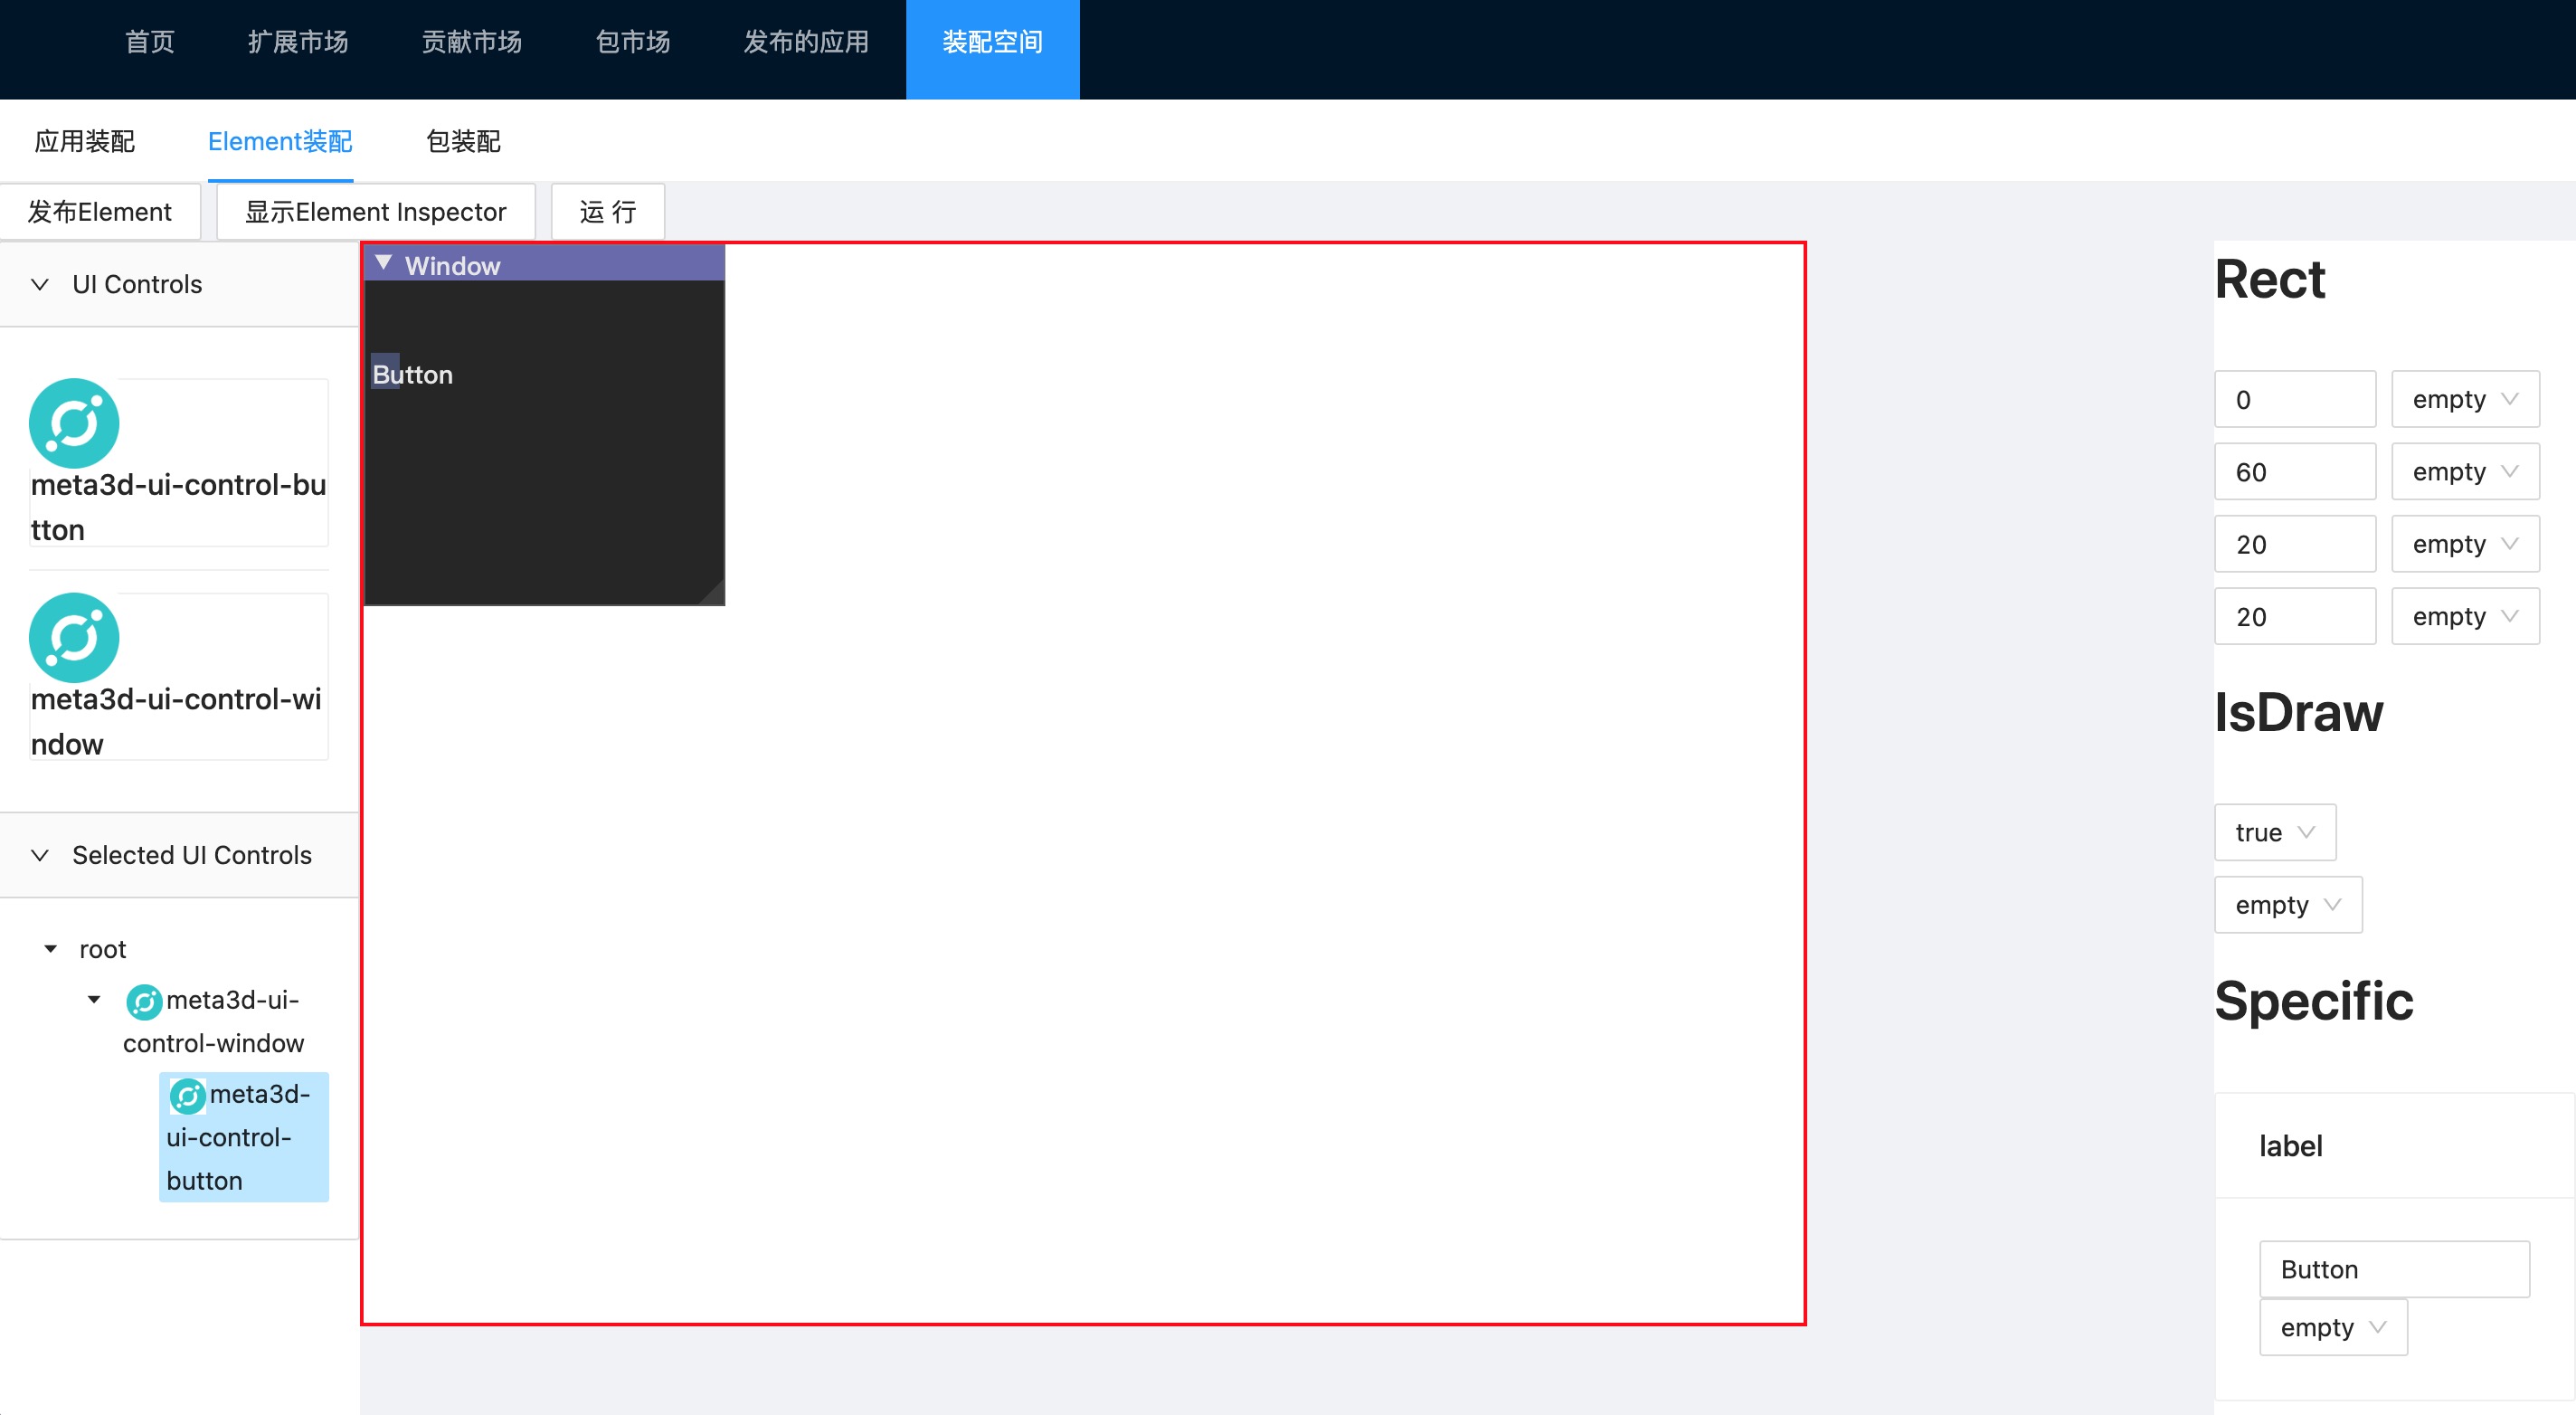 首页 扩展市场 贡献市场 包市场 发布的应用 装配空间
应用装配 Element装配 包装配
发布Element 显示Element Inspector 运 行
UI Controls
meta3d-ui-control-bu
tton
meta3d-ui-control-wi
ndow
Selected UI Controls
root
meta3d-ui-
control-window
meta3d-
ui-control-
button
Window
Button
Rect
0 empty
60 empty
20 empty
20 empty
IsDraw
true
empty
Specific
label
Button
empty